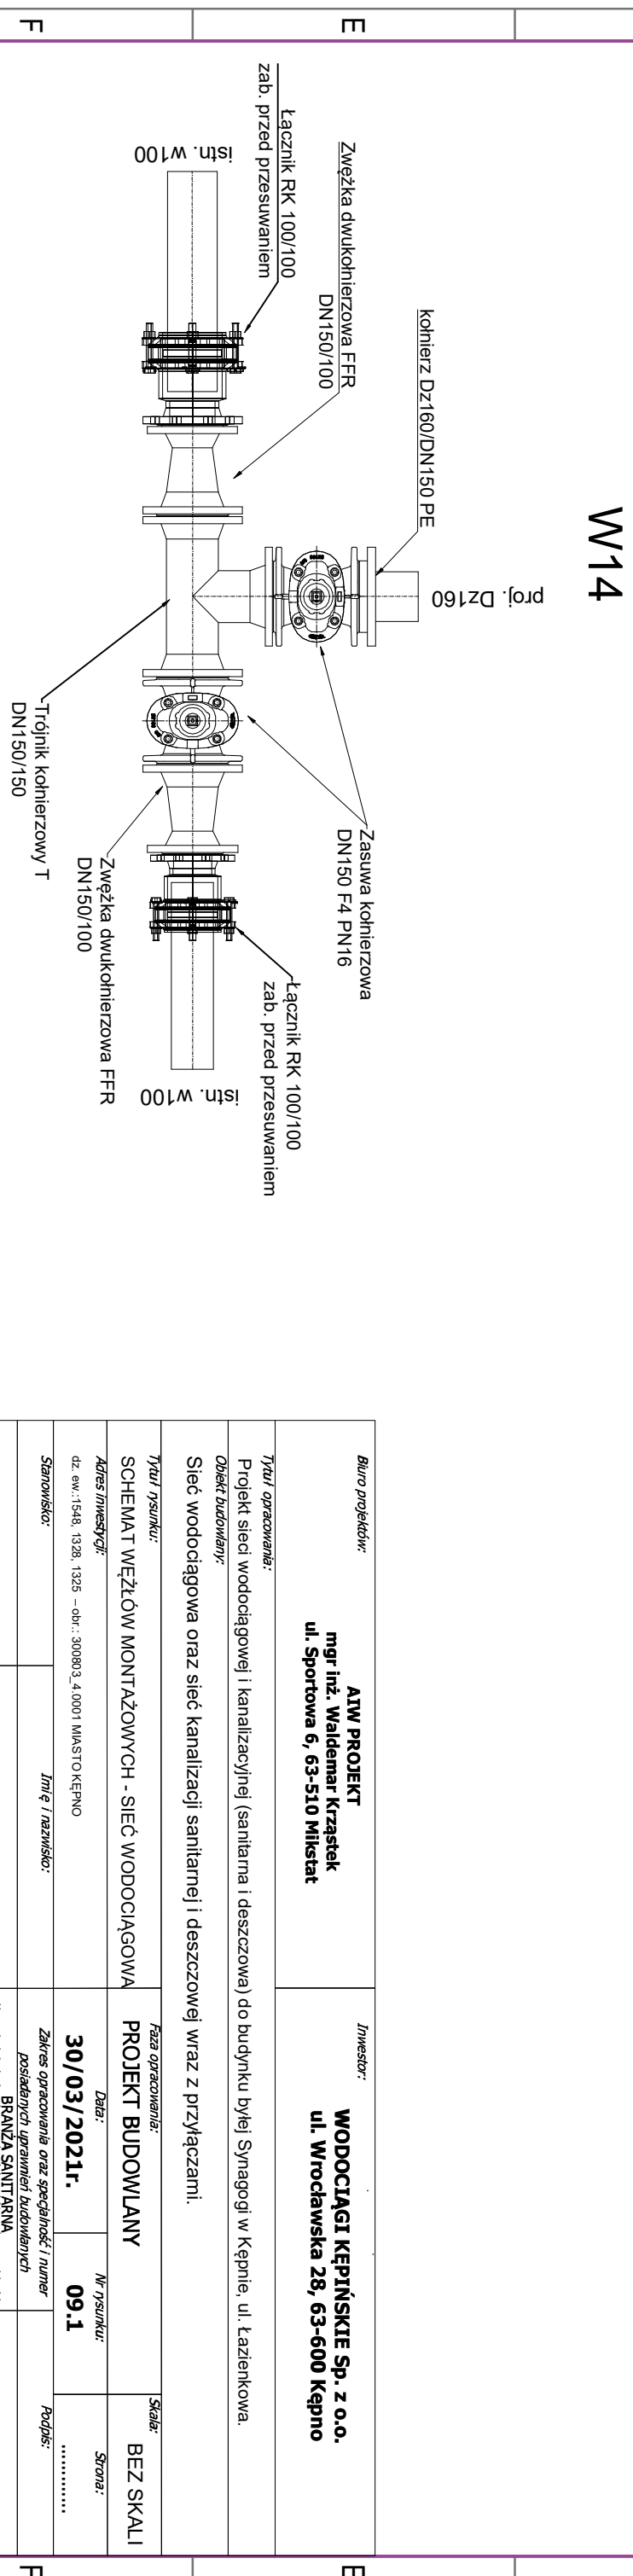 W14
E
F
kołnierz Dz160/DN150 PE
proj. Dz160
Zwężka dwukołnierzowa FFR
DN150/100
Łącznik RK 100/100
zab. przed przesuwaniem
istn. w100
Zasuwa kołnierzowa
DN150 F4 PN16
Łącznik RK 100/100
zab. przed przesuwaniem
istn. w100
Zwężka dwukołnierzowa FFR
DN150/100
Trójnik kołnierzowy T
DN150/150
Biuro projektów:
AIW PROJEKT
mgr inż. Waldemar Krząstek
ul. Sportowa 6, 63-510 Mikstat
Inwestor:
WODOCIĄGI KĘPIŃSKIE Sp. z o.o.
ul. Wrocławska 28, 63-600 Kępno
Tytuł opracowania:
Projekt sieci wodociągowej i kanalizacyjnej (sanitarna i deszczowa) do budynku byłej Synagogi w Kępnie, ul. Łazienkowa.
Obiekt budowlany:
Sieć wodociągowa oraz sieć kanalizacji sanitarnej i deszczowej wraz z przyłączami.
Tytuł rysunku:
SCHEMAT WĘŻŁÓW MONTAŻOWYCH - SIEĆ WODOCIĄGOWA
Faza opracowania:
PROJEKT BUDOWLANY
Skala:
BEZ SKALI
Adres inwestycji:
dz. ew.:1548, 1328, 1325 – obr.: 300803_4.0001 MIASTO KĘPNO
Data:
30/03/2021r.
Nr rysunku:
09.1
Strona:
.............
Stanowisko:
Imię i nazwisko:
Zakres opracowania oraz specjalność i numer
posiadanych uprawnień budowlanych
Podpis:
BRANŻA SANITARNA
E
F